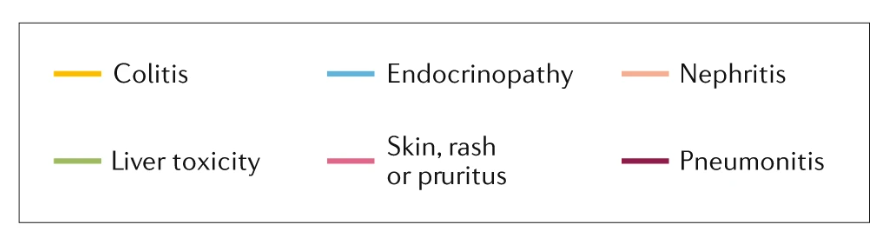 Colitis
Endocrinopathy
Nephritis
Liver toxicity
Skin, rash
or pruritus
Pneumonitis